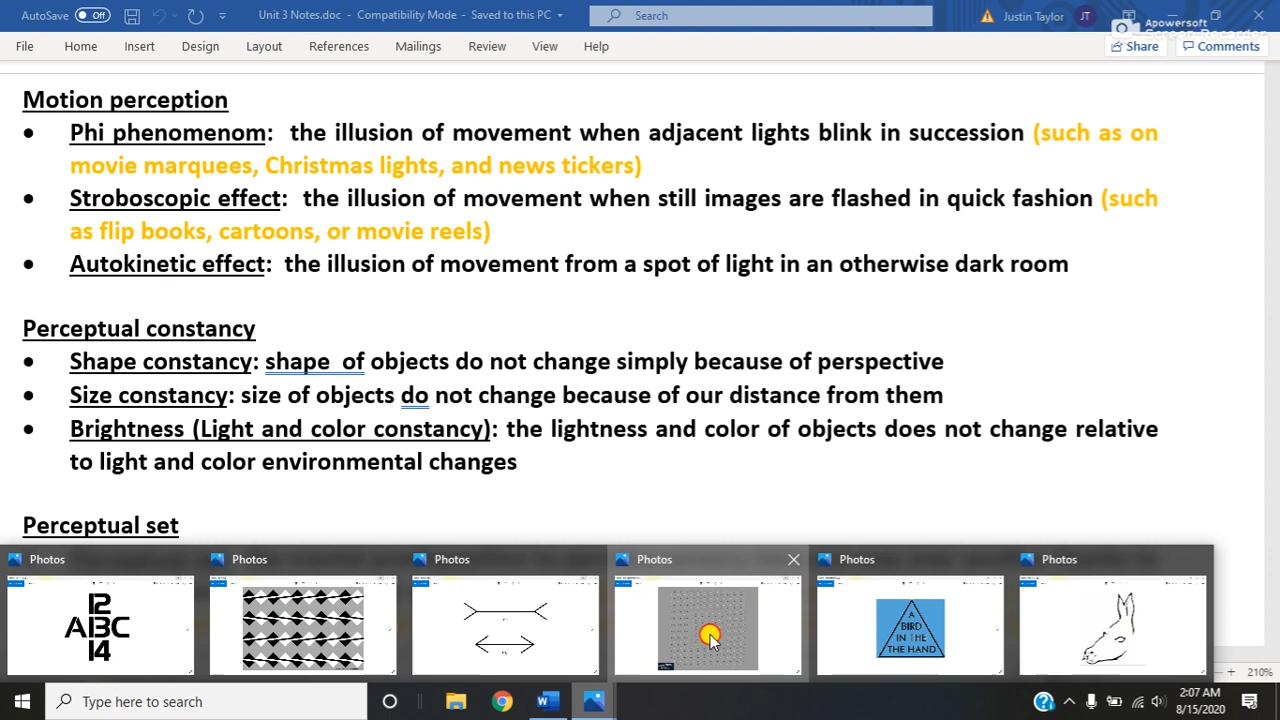 AutoSave Off Unit 3 Notes.doc - Compatibility Mode - Saved to this PC Search Justin Taylor JT
Apowersoft
Screen Recorder
File Home Insert Design Layout References Mailings Review View Help Share Comments
Motion perception
• Phi phenomenom: the illusion of movement when adjacent lights blink in succession (such as on
movie marquees, Christmas lights, and news tickers)
• Stroboscopic effect: the illusion of movement when still images are flashed in quick fashion (such
as flip books, cartoons, or movie reels)
• Autokinetic effect: the illusion of movement from a spot of light in an otherwise dark room
Perceptual constancy
• Shape constancy: shape of objects do not change simply because of perspective
• Size constancy: size of objects do not change because of our distance from them
• Brightness (Light and color constancy): the lightness and color of objects does not change relative
to light and color environmental changes
Perceptual set
Photos Photos Photos Photos Photos Photos
12
ABC
14
A
BIRD
IN THE
THE HAND
210%
Type here to search
2:07 AM
8/15/2020